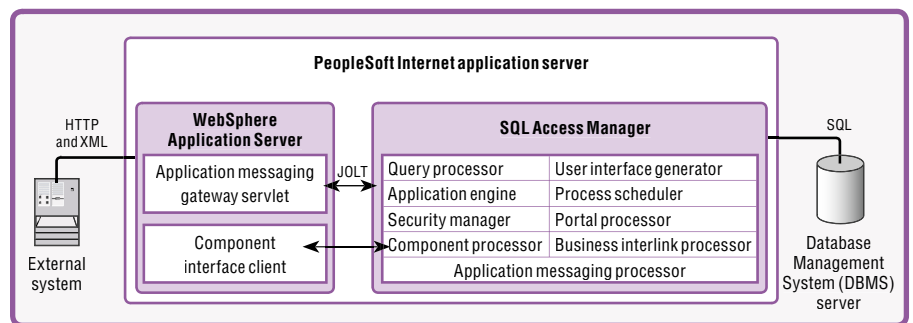 PeopleSoft Internet application server
HTTP
and XML
External
system
WebSphere
Application Server
Application messaging
gateway servlet
Component
interface client
JOLT
SQL Access Manager
Query processor
User interface generator
Application engine
Process scheduler
Security manager
Portal processor
Component processor
Business interlink processor
Application messaging processor
SQL
Database
Management
System (DBMS)
server